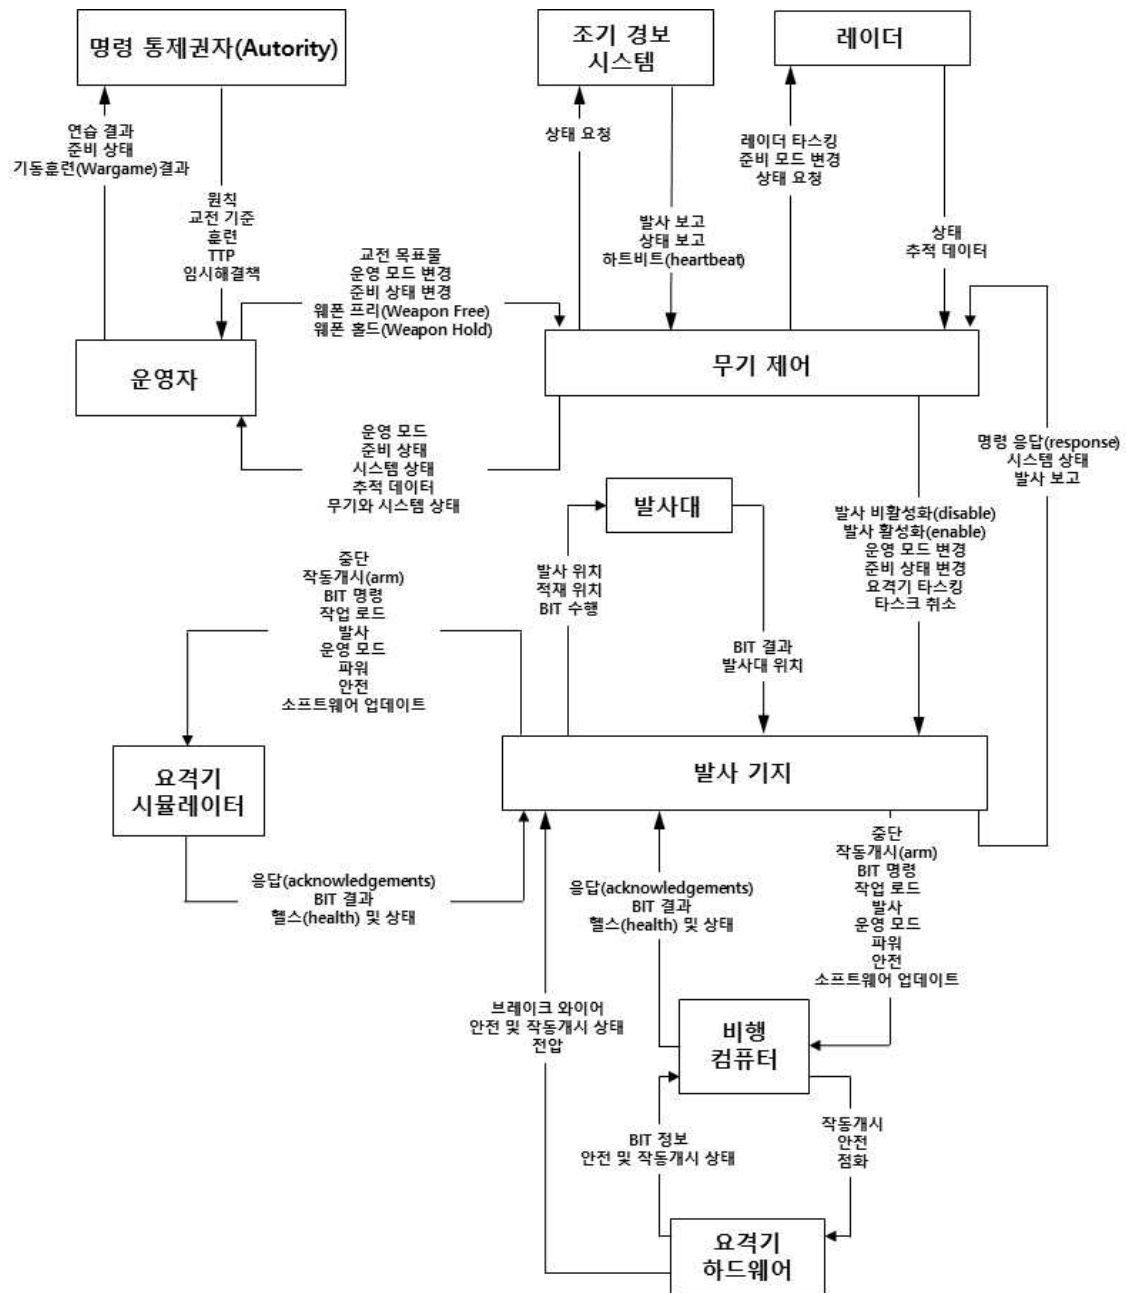 명령 통제권자(Autority)
조기 경보
시스템
레이더
연습 결과
준비 상태
기동훈련(Wargame)결과
원칙
교전 기준
훈련
TTP
임시해결책
상태 요청
발사 보고
상태 보고
하트비트(heartbeat)
레이더 타스킹
준비 모드 변경
상태 요청
상태
추적 데이터
교전 목표물
운영 모드 변경
준비 상태 변경
웨폰 프리(Weapon Free)
웨폰 홀드(Weapon Hold)
운영자
무기 제어
운영 모드
준비 상태
시스템 상태
추적 데이터
무기와 시스템 상태
명령 응답(response)
시스템 상태
발사 보고
발사대
발사 비활성화(disable)
발사 활성화(enable)
운영 모드 변경
준비 상태 변경
요격기 타스킹
타스크 취소
중단
작동개시(arm)
BIT 명령
작업 로드
발사
운영 모드
파워
안전
소프트웨어 업데이트
발사 위치
적재 위치
BIT 수행
BIT 결과
발사대 위치
요격기
시뮬레이터
발사 기지
응답(acknowledgements)
BIT 결과
헬스(health) 및 상태
응답(acknowledgements)
BIT 결과
헬스(health) 및 상태
중단
작동개시(arm)
BIT 명령
작업 로드
발사
운영 모드
파워
안전
소프트웨어 업데이트
브레이크 와이어
안전 및 작동개시 상태
전압
비행
컴퓨터
BIT 정보
안전 및 작동개시 상태
작동개시
안전
점화
요격기
하드웨어